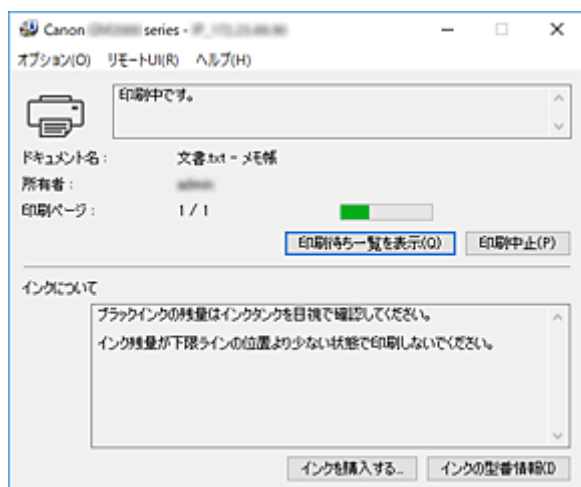 Canon series -
オプション(O) リモートUI(R) ヘルプ(H)
印刷中です。
ドキュメント名： 文書.txt - メモ帳
所有者：
印刷ページ： 1 / 1
印刷待ち一覧を表示(Q) 印刷中止(P)
インクについて
ブラックインクの残量はインクタンクを目視で確認してください。
インク残量が下限ラインの位置より少ない状態で印刷しないでください。
インクを購入する... インクの型番情報(I)